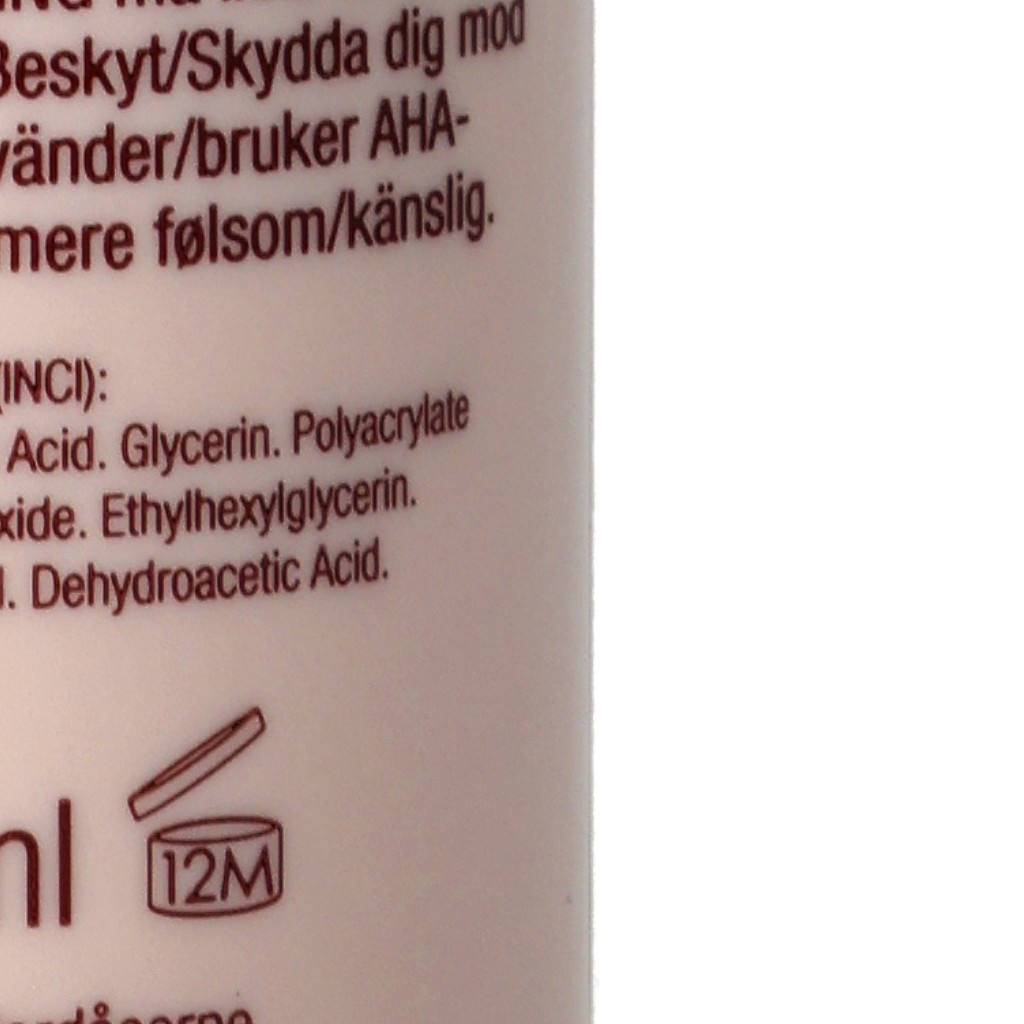 Beskyt/Skydda dig mod
vänder/bruker AHA-
mere følsom/känslig.
(INCI):
Acid. Glycerin. Polyacrylate
xide. Ethylhexylglycerin.
l. Dehydroacetic Acid.
ml
12M